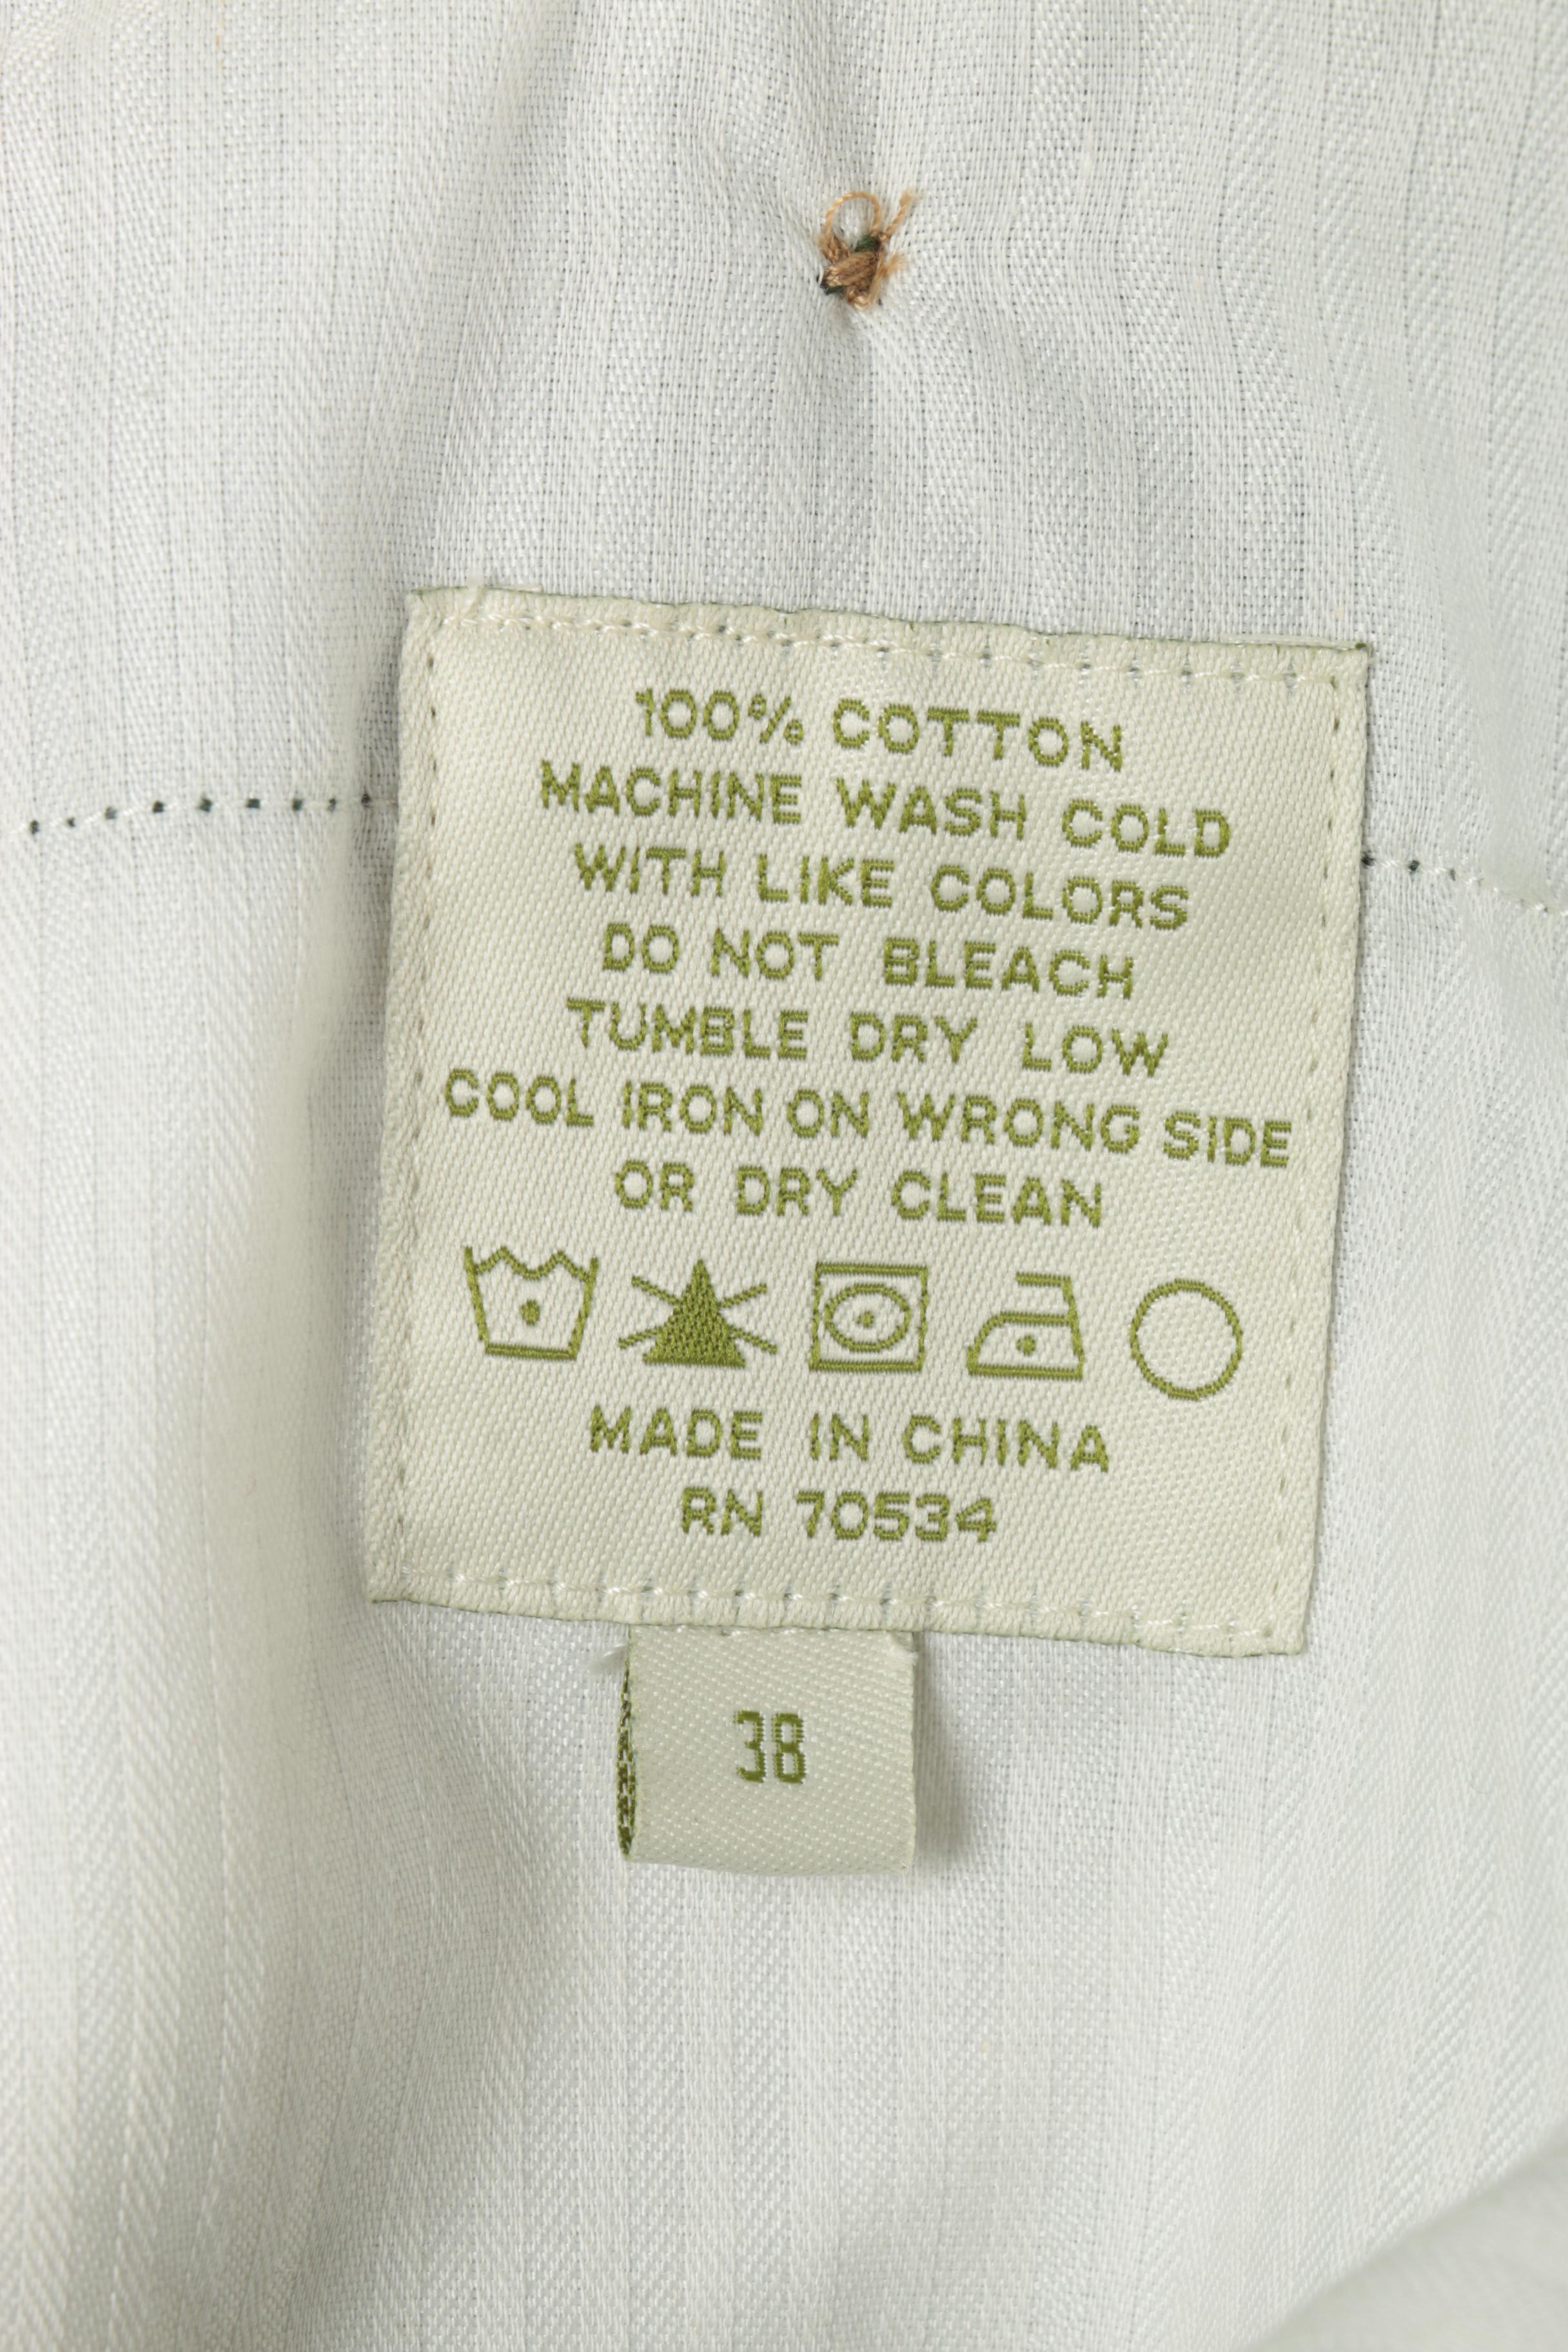 100% COTTON
MACHINE WASH COLD
WITH LIKE COLORS
DO NOT BLEACH
TUMBLE DRY LOW
COOL IRON ON WRONG SIDE
OR DRY CLEAN
MADE IN CHINA
RN 70534
38